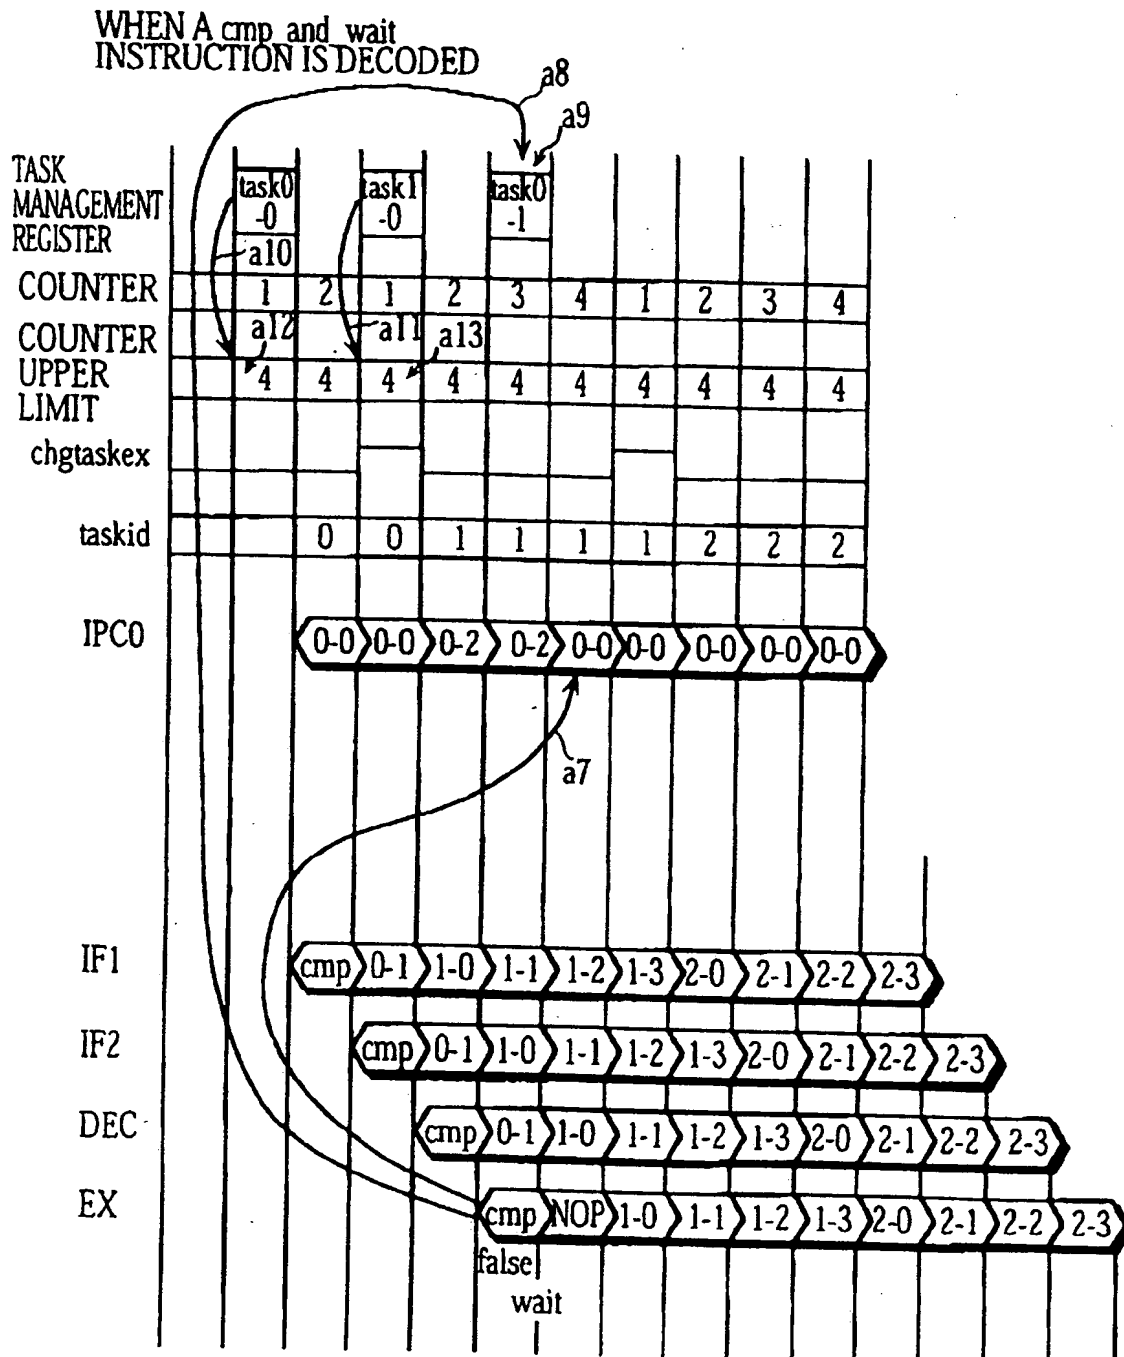 WHEN A cmp and wait
INSTRUCTION IS DECODED
a8
a9
TASK
MANAGEMENT
REGISTER
task0
-0
task1
-0
task0
-1
a10
COUNTER
1 2 1 2 3 4 1 2 3 4
a12 a11 a13
COUNTER
UPPER
LIMIT
4 4 4 4 4 4 4 4 4 4
chgtaskex
taskid
0 0 1 1 1 1 2 2 2
IPC0
0-0 0-0 0-2 0-2 0-0 0-0 0-0 0-0 0-0
a7
IF1
cmp 0-1 1-0 1-1 1-2 1-3 2-0 2-1 2-2 2-3
IF2
cmp 0-1 1-0 1-1 1-2 1-3 2-0 2-1 2-2 2-3
DEC
cmp 0-1 1-0 1-1 1-2 1-3 2-0 2-1 2-2 2-3
EX
cmp NOP 1-0 1-1 1-2 1-3 2-0 2-1 2-2 2-3
false
wait